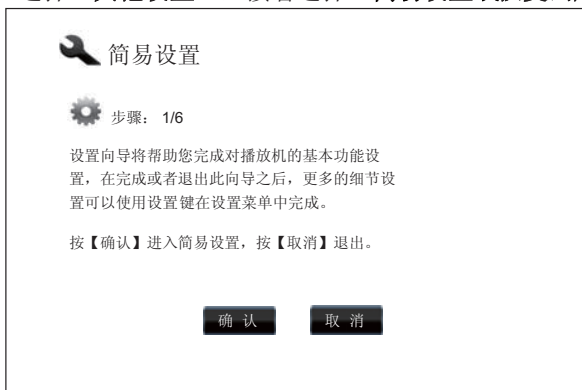 简易设置
步骤： 1/6
设置向导将帮助您完成对播放机的基本功能设
置，在完成或者退出此向导之后，更多的细节设
置可以使用设置键在设置菜单中完成。
按【确认】进入简易设置，按【取消】退出。
确 认 取 消